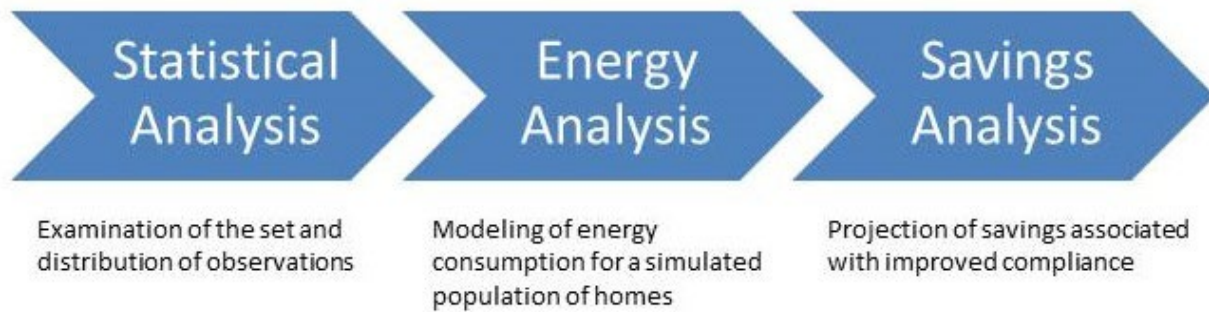 Statistical
Analysis
Energy
Analysis
Savings
Analysis
Examination of the set and
distribution of observations
Modeling of energy
consumption for a simulated
population of homes
Projection of savings associated
with improved compliance